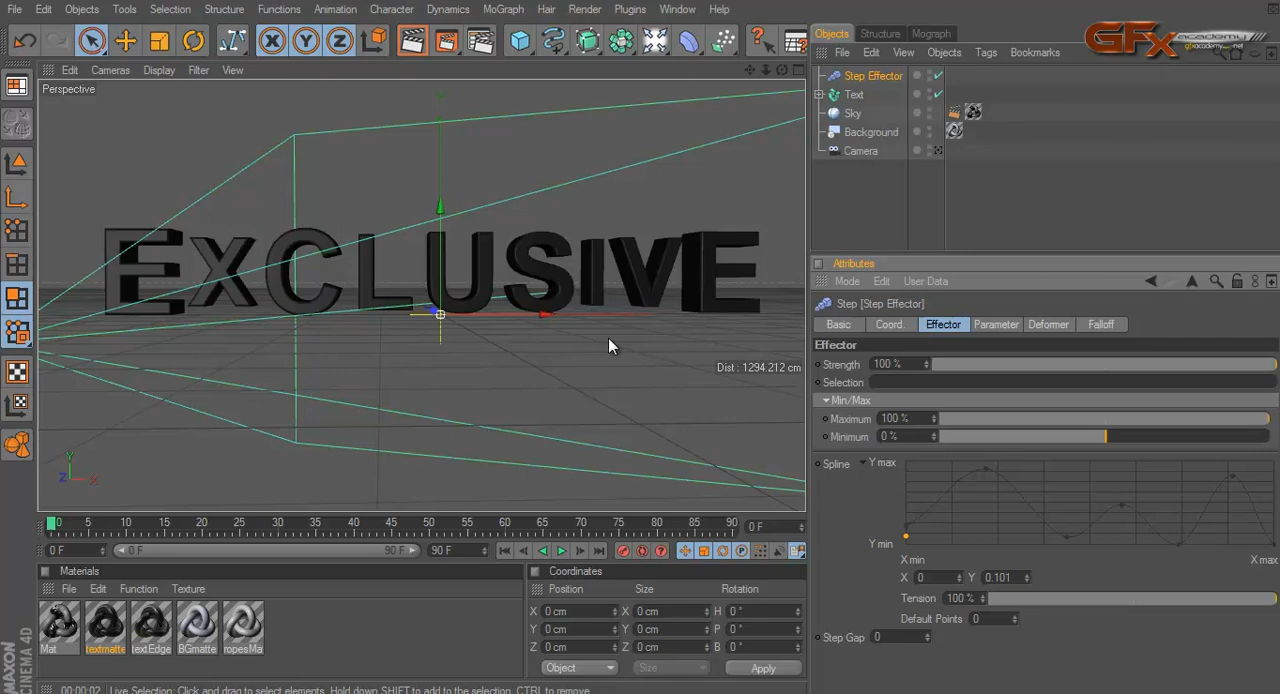 File Edit Objects Tools Selection Structure Functions Animation Character Dynamics MoGraph Hair Render Plugins Window Help
Objects Structure Mograph
GFx academy
gfxacademy.net
File Edit View Objects Tags Bookmarks
Edit Cameras Display Filter View
Perspective
Step Effector
Text
Sky
Background
Camera
EXCLUSIVE
Dist : 1294.212 cm
Y
Z X
Attributes
Mode Edit User Data
Step [Step Effector]
Basic Coord. Effector Parameter Deformer Falloff
Effector
Strength 100 %
Selection
Min/Max
Maximum 100 %
Minimum 0 %
Spline Y max
Y min
X min X max
X 0 Y 0.101
Tension 100 %
Default Points 0
Step Gap 0
0 5 10 15 20 25 30 35 40 45 50 55 60 65 70 75 80 85 90 0 F
0 F 0 F 90 F 90 F
Materials
File Edit Function Texture
Mat textmatte textEdge BGmatte ropesMa
Coordinates
Position Size Rotation
X 0 cm X 0 cm H 0 °
Y 0 cm Y 0 cm P 0 °
Z 0 cm Z 0 cm B 0 °
Object Size Apply
MAXON
CINEMA 4D
00:00:02 Live Selection: Click and drag to select elements. Hold down SHIFT to add to the selection, CTRL to remove.